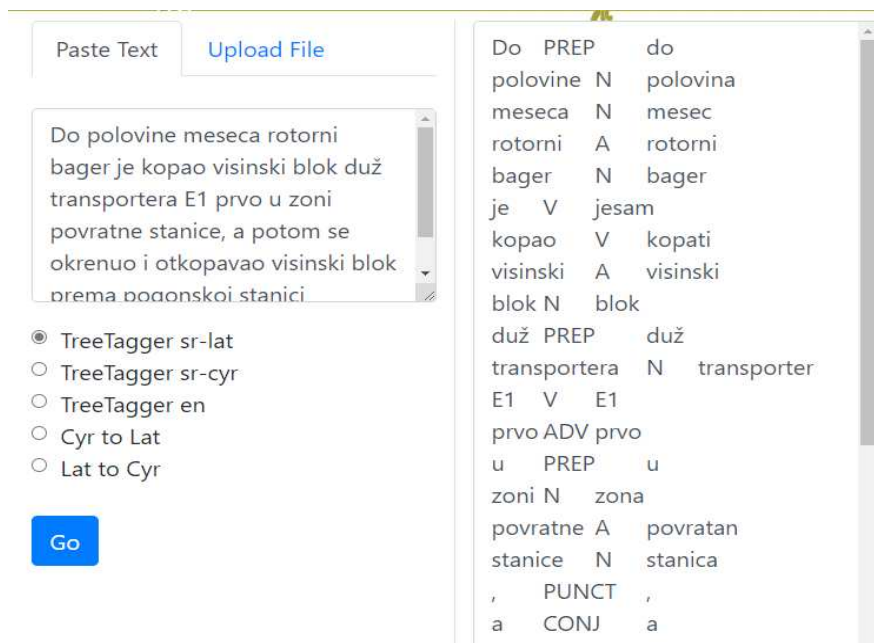 Paste Text
Upload File
Do polovine meseca rotorni
bager je kopao visinski blok duž
transportera E1 prvo u zoni
povratne stanice, a potom se
okrenuo i otkopavao visinski blok
prema pogonskoj stanici
TreeTagger sr-lat
TreeTagger sr-cyr
TreeTagger en
Cyr to Lat
Lat to Cyr
Go
Do PREP do
polovine N polovina
meseca N mesec
rotorni A rotorni
bager N bager
je V jesam
kopao V kopati
visinski A visinski
blok N blok
duž PREP duž
transportera N transporter
E1 V E1
prvo ADV prvo
u PREP u
zoni N zona
povratne A povratan
stanice N stanica
, PUNCT ,
a CONJ a